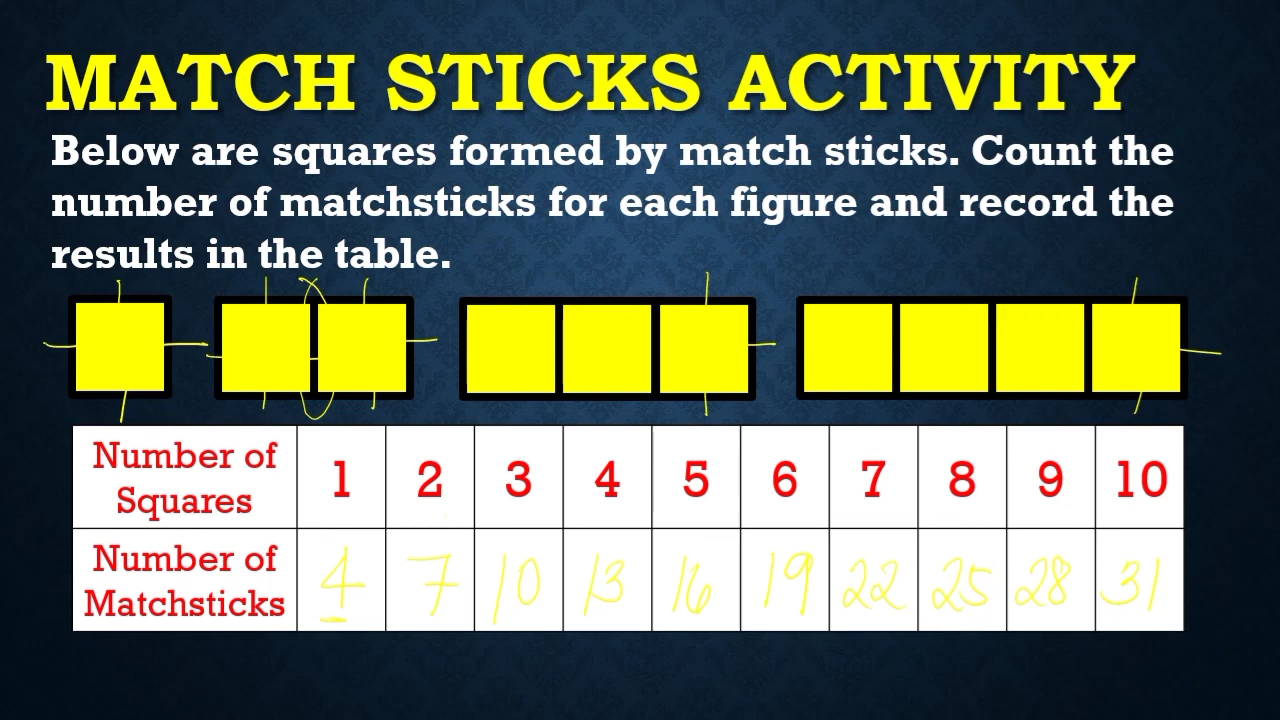 MATCH STICKS ACTIVITY
Below are squares formed by match sticks. Count the
number of matchsticks for each figure and record the
results in the table.
Number of Squares 1 2 3 4 5 6 7 8 9 10
Number of Matchsticks 4 7 10 13 16 19 22 25 28 31